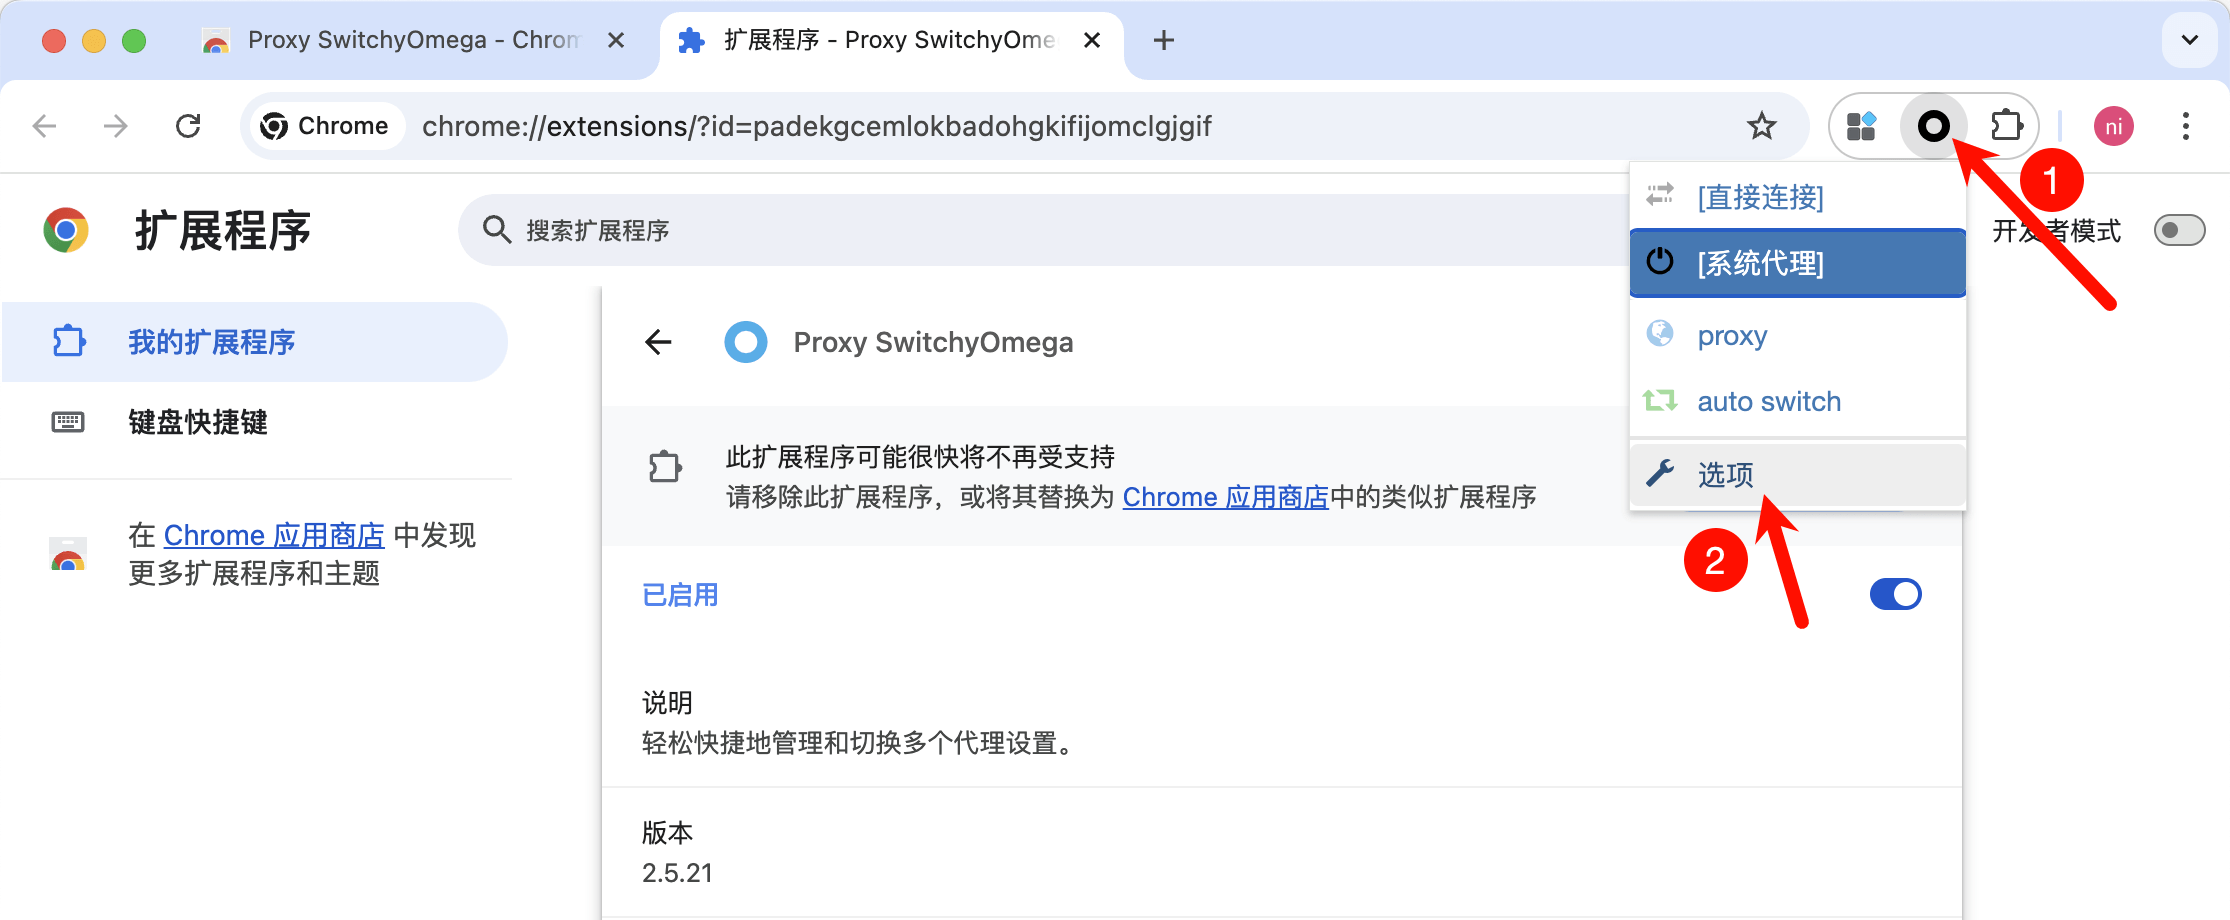 Proxy SwitchyOmega - Chrom
扩展程序 - Proxy SwitchyOme
Chrome
chrome://extensions/?id=padekgcemlokbadohgkifijomclgjgif
ni
扩展程序
搜索扩展程序
开发者模式
[直接连接]
[系统代理]
proxy
auto switch
选项
1
2
我的扩展程序
键盘快捷键
在 Chrome 应用商店 中发现
更多扩展程序和主题
Proxy SwitchyOmega
此扩展程序可能很快将不再受支持
请移除此扩展程序，或将其替换为 Chrome 应用商店中的类似扩展程序
已启用
说明
轻松快捷地管理和切换多个代理设置。
版本
2.5.21